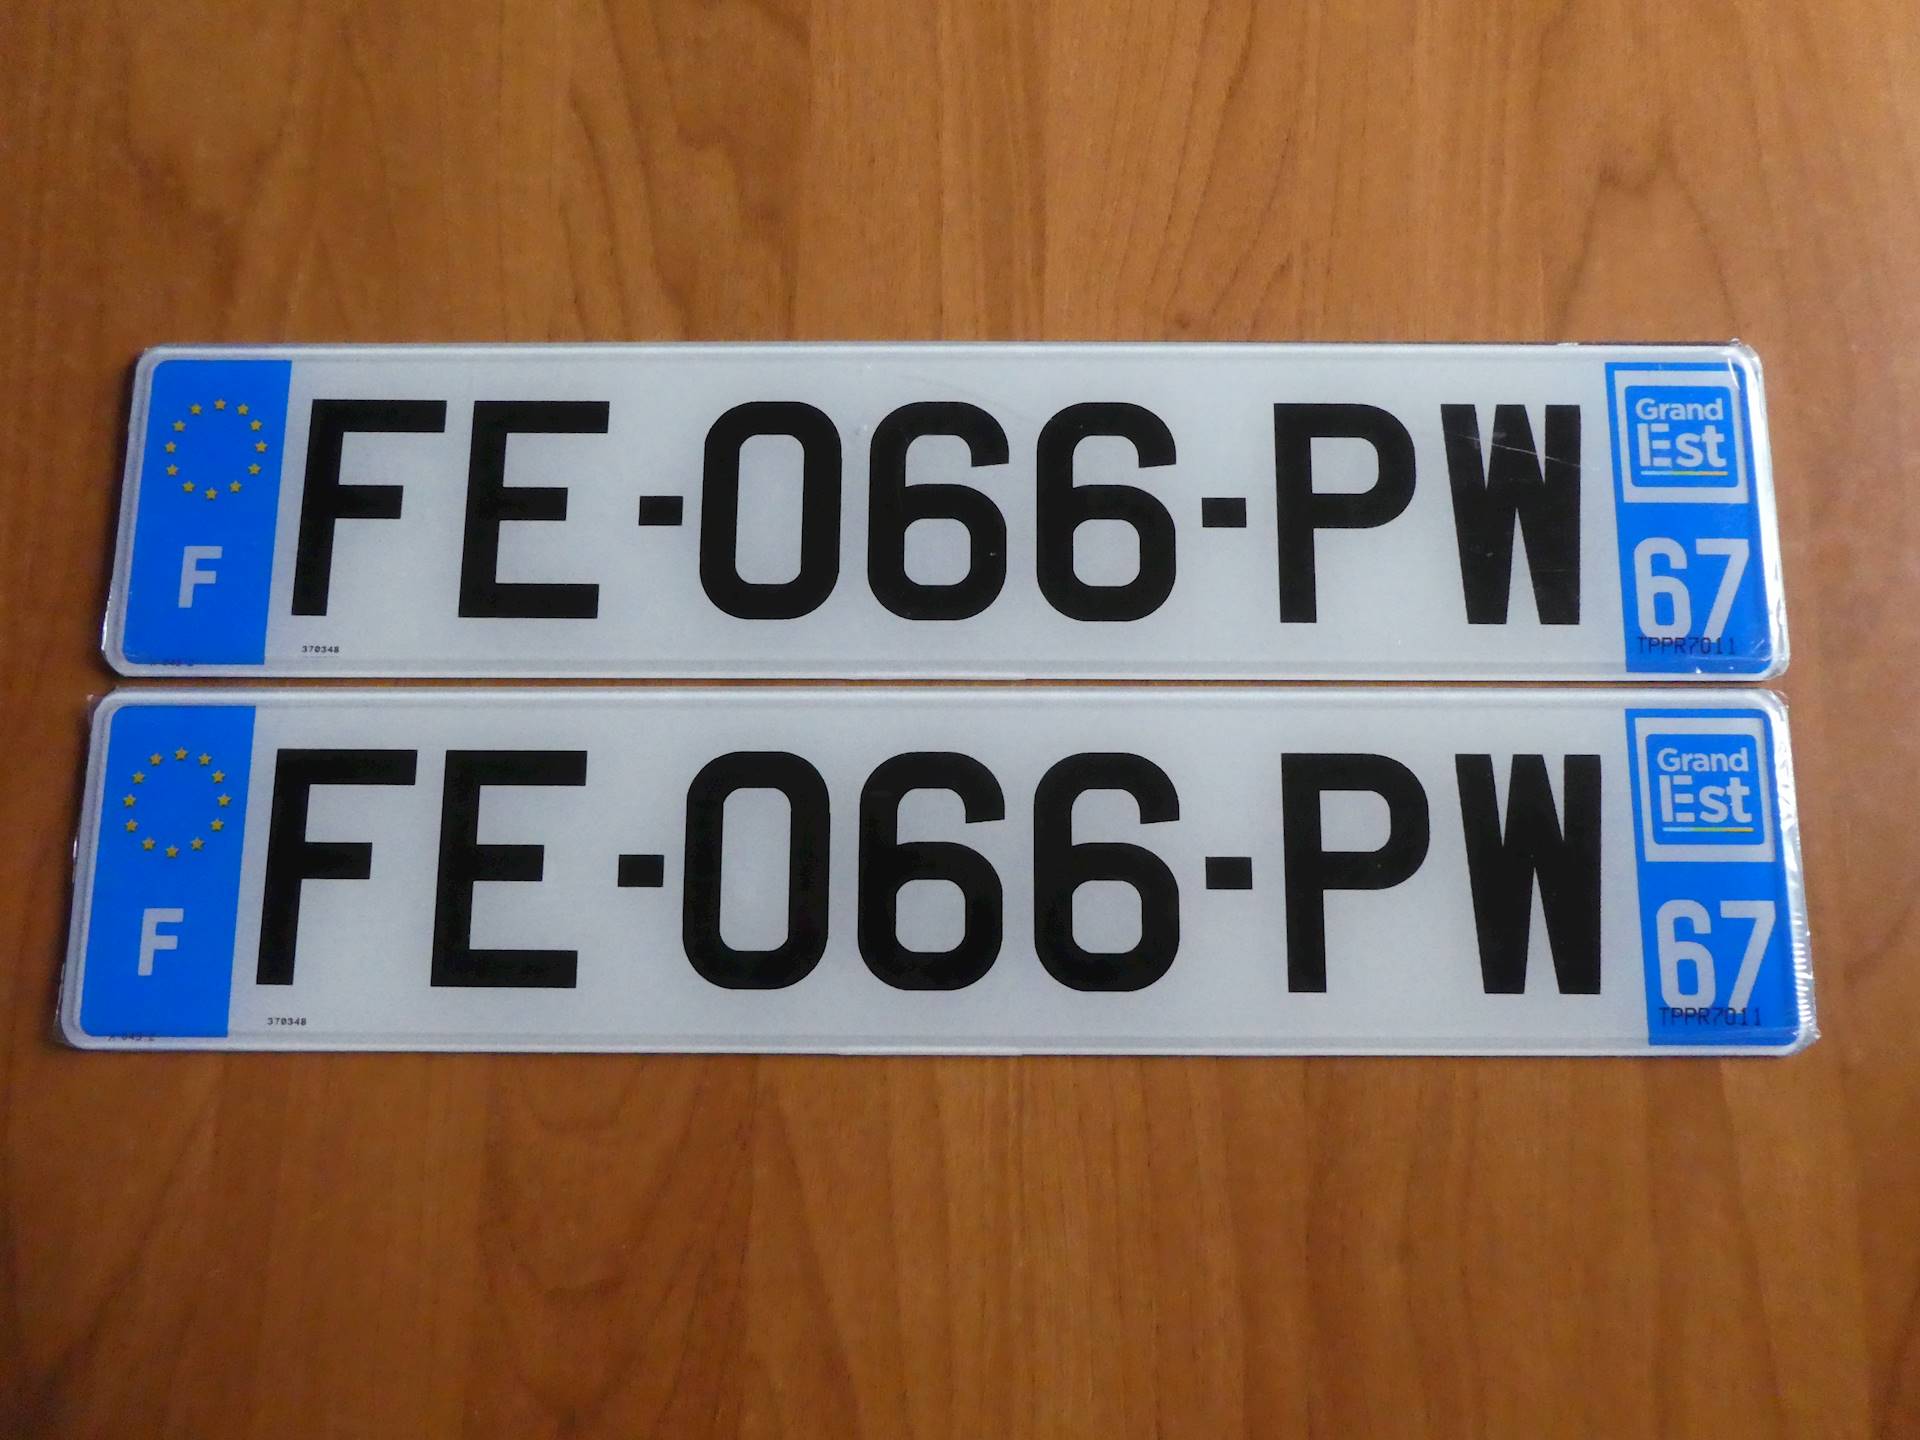 FE-066-PW
Grand
Est
F
67
370348
TPPR7011
FE-066-PW
Grand
Est
F
67
370348
TPPR7011